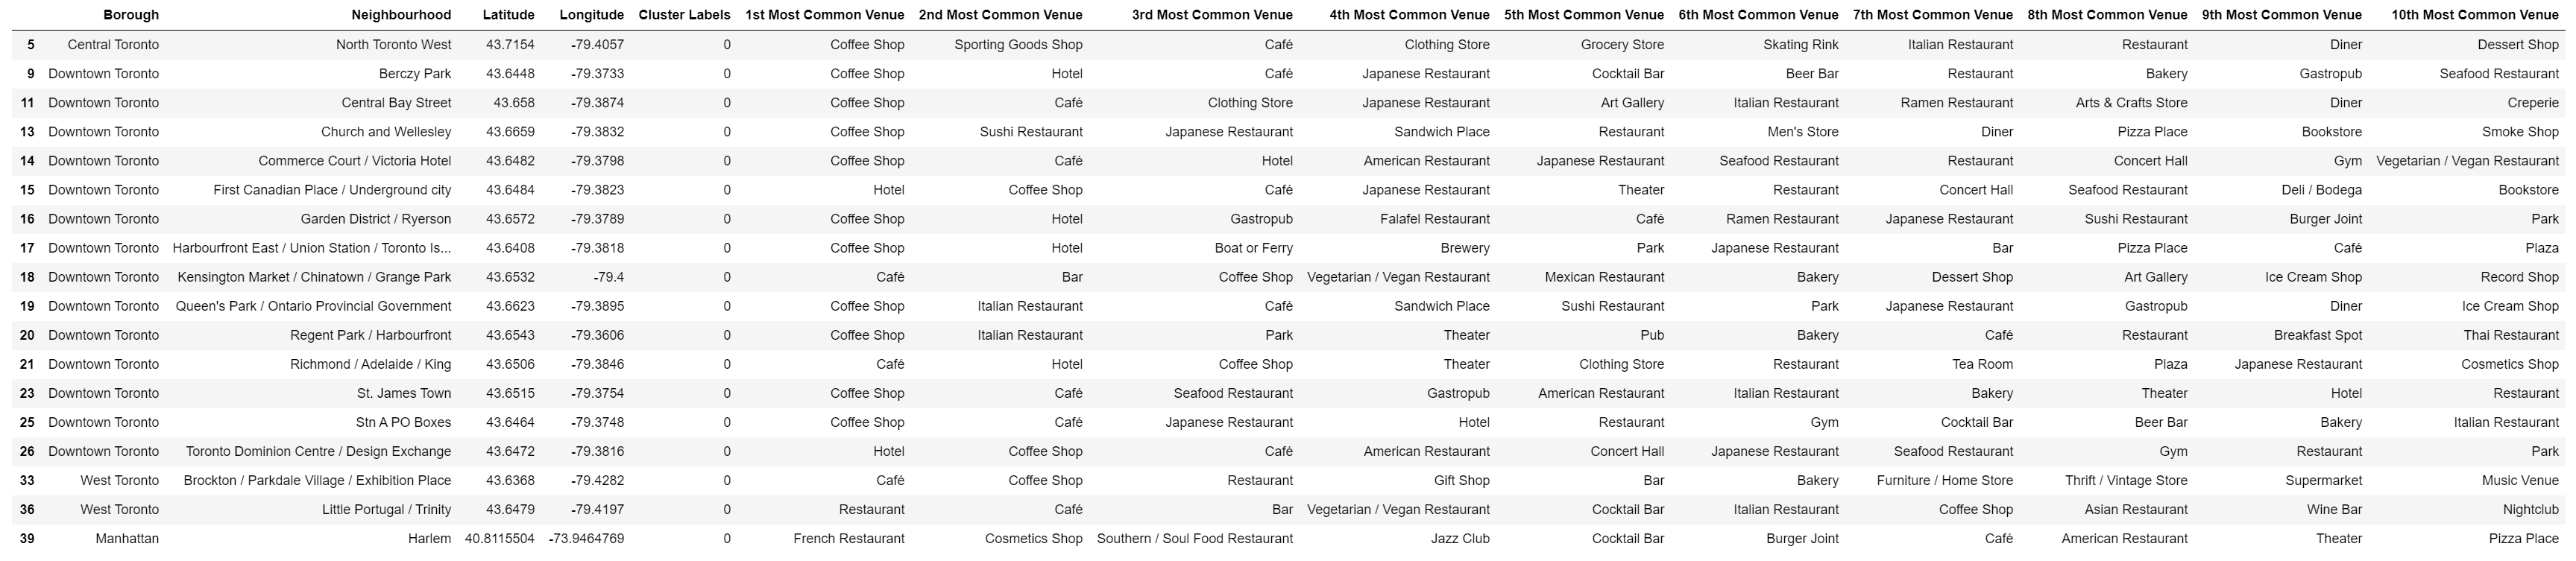 Borough Neighbourhood Latitude Longitude Cluster Labels 1st Most Common Venue 2nd Most Common Venue 3rd Most Common Venue 4th Most Common Venue 5th Most Common Venue 6th Most Common Venue 7th Most Common Venue 8th Most Common Venue 9th Most Common Venue 10th Most Common Venue
5 Central Toronto North Toronto West 43.7154 -79.4057 0 Coffee Shop Sporting Goods Shop Café Clothing Store Grocery Store Skating Rink Italian Restaurant Restaurant Diner Dessert Shop
9 Downtown Toronto Berczy Park 43.6448 -79.3733 0 Coffee Shop Hotel Café Japanese Restaurant Cocktail Bar Beer Bar Restaurant Bakery Gastropub Seafood Restaurant
11 Downtown Toronto Central Bay Street 43.658 -79.3874 0 Coffee Shop Café Clothing Store Japanese Restaurant Art Gallery Italian Restaurant Ramen Restaurant Arts & Crafts Store Diner Creperie
13 Downtown Toronto Church and Wellesley 43.6659 -79.3832 0 Coffee Shop Sushi Restaurant Japanese Restaurant Sandwich Place Restaurant Men's Store Diner Pizza Place Bookstore Smoke Shop
14 Downtown Toronto Commerce Court / Victoria Hotel 43.6482 -79.3798 0 Coffee Shop Café Hotel American Restaurant Japanese Restaurant Seafood Restaurant Restaurant Concert Hall Gym Vegetarian / Vegan Restaurant
15 Downtown Toronto First Canadian Place / Underground city 43.6484 -79.3823 0 Hotel Coffee Shop Café Japanese Restaurant Theater Restaurant Concert Hall Seafood Restaurant Deli / Bodega Bookstore
16 Downtown Toronto Garden District / Ryerson 43.6572 -79.3789 0 Coffee Shop Hotel Gastropub Falafel Restaurant Café Ramen Restaurant Japanese Restaurant Sushi Restaurant Burger Joint Park
17 Downtown Toronto Harbourfront East / Union Station / Toronto Is... 43.6408 -79.3818 0 Coffee Shop Hotel Boat or Ferry Brewery Park Japanese Restaurant Bar Pizza Place Café Plaza
18 Downtown Toronto Kensington Market / Chinatown / Grange Park 43.6532 -79.4 0 Café Bar Coffee Shop Vegetarian / Vegan Restaurant Mexican Restaurant Bakery Dessert Shop Art Gallery Ice Cream Shop Record Shop
19 Downtown Toronto Queen's Park / Ontario Provincial Government 43.6623 -79.3895 0 Coffee Shop Italian Restaurant Café Sandwich Place Sushi Restaurant Park Japanese Restaurant Gastropub Diner Ice Cream Shop
20 Downtown Toronto Regent Park / Harbourfront 43.6543 -79.3606 0 Coffee Shop Italian Restaurant Park Theater Pub Bakery Café Restaurant Breakfast Spot Thai Restaurant
21 Downtown Toronto Richmond / Adelaide / King 43.6506 -79.3846 0 Café Hotel Coffee Shop Theater Clothing Store Restaurant Tea Room Plaza Japanese Restaurant Cosmetics Shop
23 Downtown Toronto St. James Town 43.6515 -79.3754 0 Coffee Shop Café Seafood Restaurant Gastropub American Restaurant Italian Restaurant Bakery Theater Hotel Restaurant
25 Downtown Toronto Stn A PO Boxes 43.6464 -79.3748 0 Coffee Shop Café Japanese Restaurant Hotel Restaurant Gym Cocktail Bar Beer Bar Bakery Italian Restaurant
26 Downtown Toronto Toronto Dominion Centre / Design Exchange 43.6472 -79.3816 0 Hotel Coffee Shop Café American Restaurant Concert Hall Japanese Restaurant Seafood Restaurant Gym Restaurant Park
33 West Toronto Brockton / Parkdale Village / Exhibition Place 43.6368 -79.4282 0 Café Coffee Shop Restaurant Gift Shop Bar Bakery Furniture / Home Store Thrift / Vintage Store Supermarket Music Venue
36 West Toronto Little Portugal / Trinity 43.6479 -79.4197 0 Restaurant Café Bar Vegetarian / Vegan Restaurant Cocktail Bar Italian Restaurant Coffee Shop Asian Restaurant Wine Bar Nightclub
39 Manhattan Harlem 40.8115504 -73.9464769 0 French Restaurant Cosmetics Shop Southern / Soul Food Restaurant Jazz Club Cocktail Bar Burger Joint Café American Restaurant Theater Pizza Place